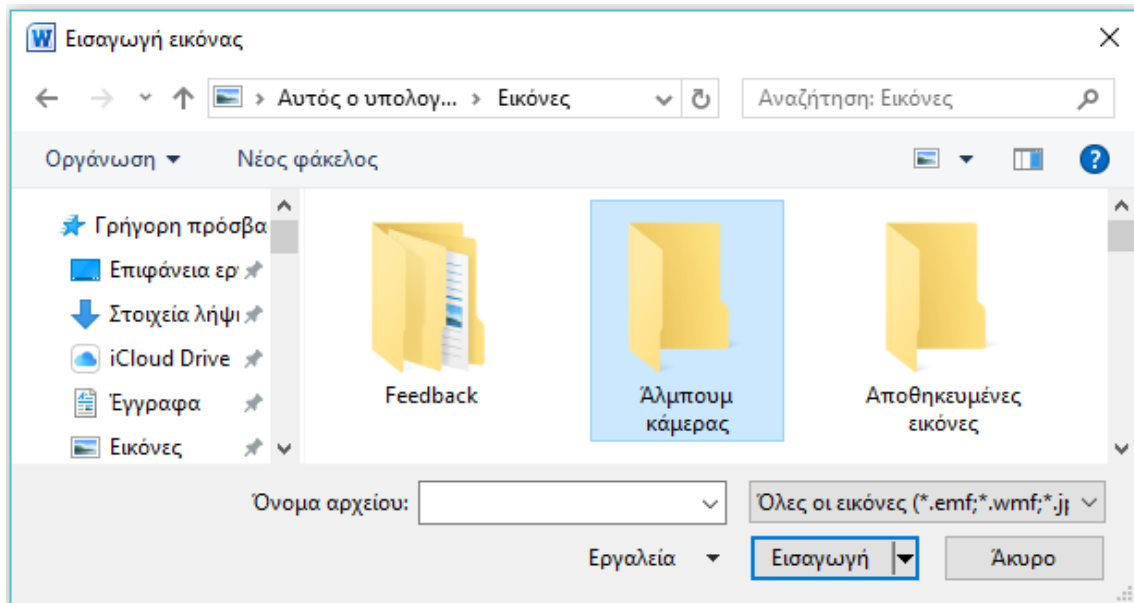 Εισαγωγή εικόνας
Αυτός ο υπολογ... > Εικόνες
Αναζήτηση: Εικόνες
Οργάνωση
Νέος φάκελος
Γρήγορη πρόσβα
Επιφάνεια ερ
Στοιχεία λήψ
iCloud Drive
Έγγραφα
Εικόνες
Feedback
Άλμπουμ
κάμερας
Αποθηκευμένες
εικόνες
Όνομα αρχείου:
Όλες οι εικόνες (*.emf;*.wmf;*.j
Εργαλεία
Εισαγωγή
Άκυρο